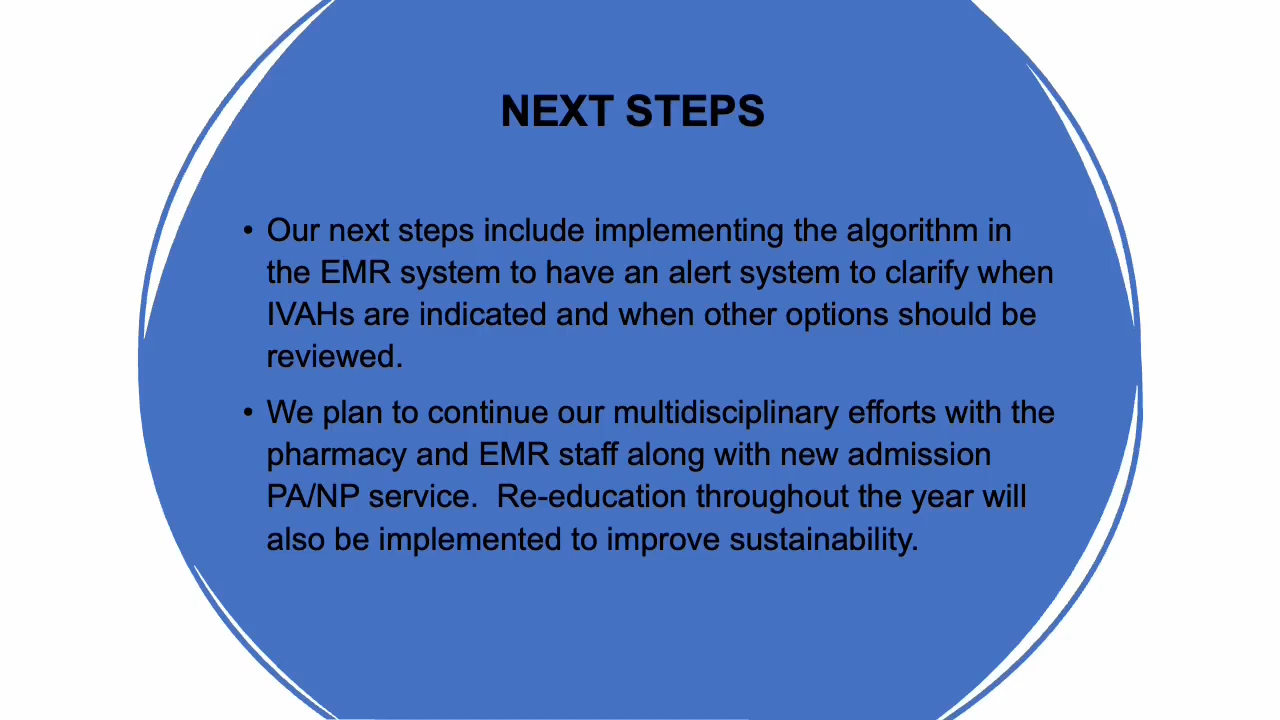 NEXT STEPS
• Our next steps include implementing the algorithm in
the EMR system to have an alert system to clarify when
IVAHs are indicated and when other options should be
reviewed.
• We plan to continue our multidisciplinary efforts with the
pharmacy and EMR staff along with new admission
PA/NP service.  Re-education throughout the year will
also be implemented to improve sustainability.